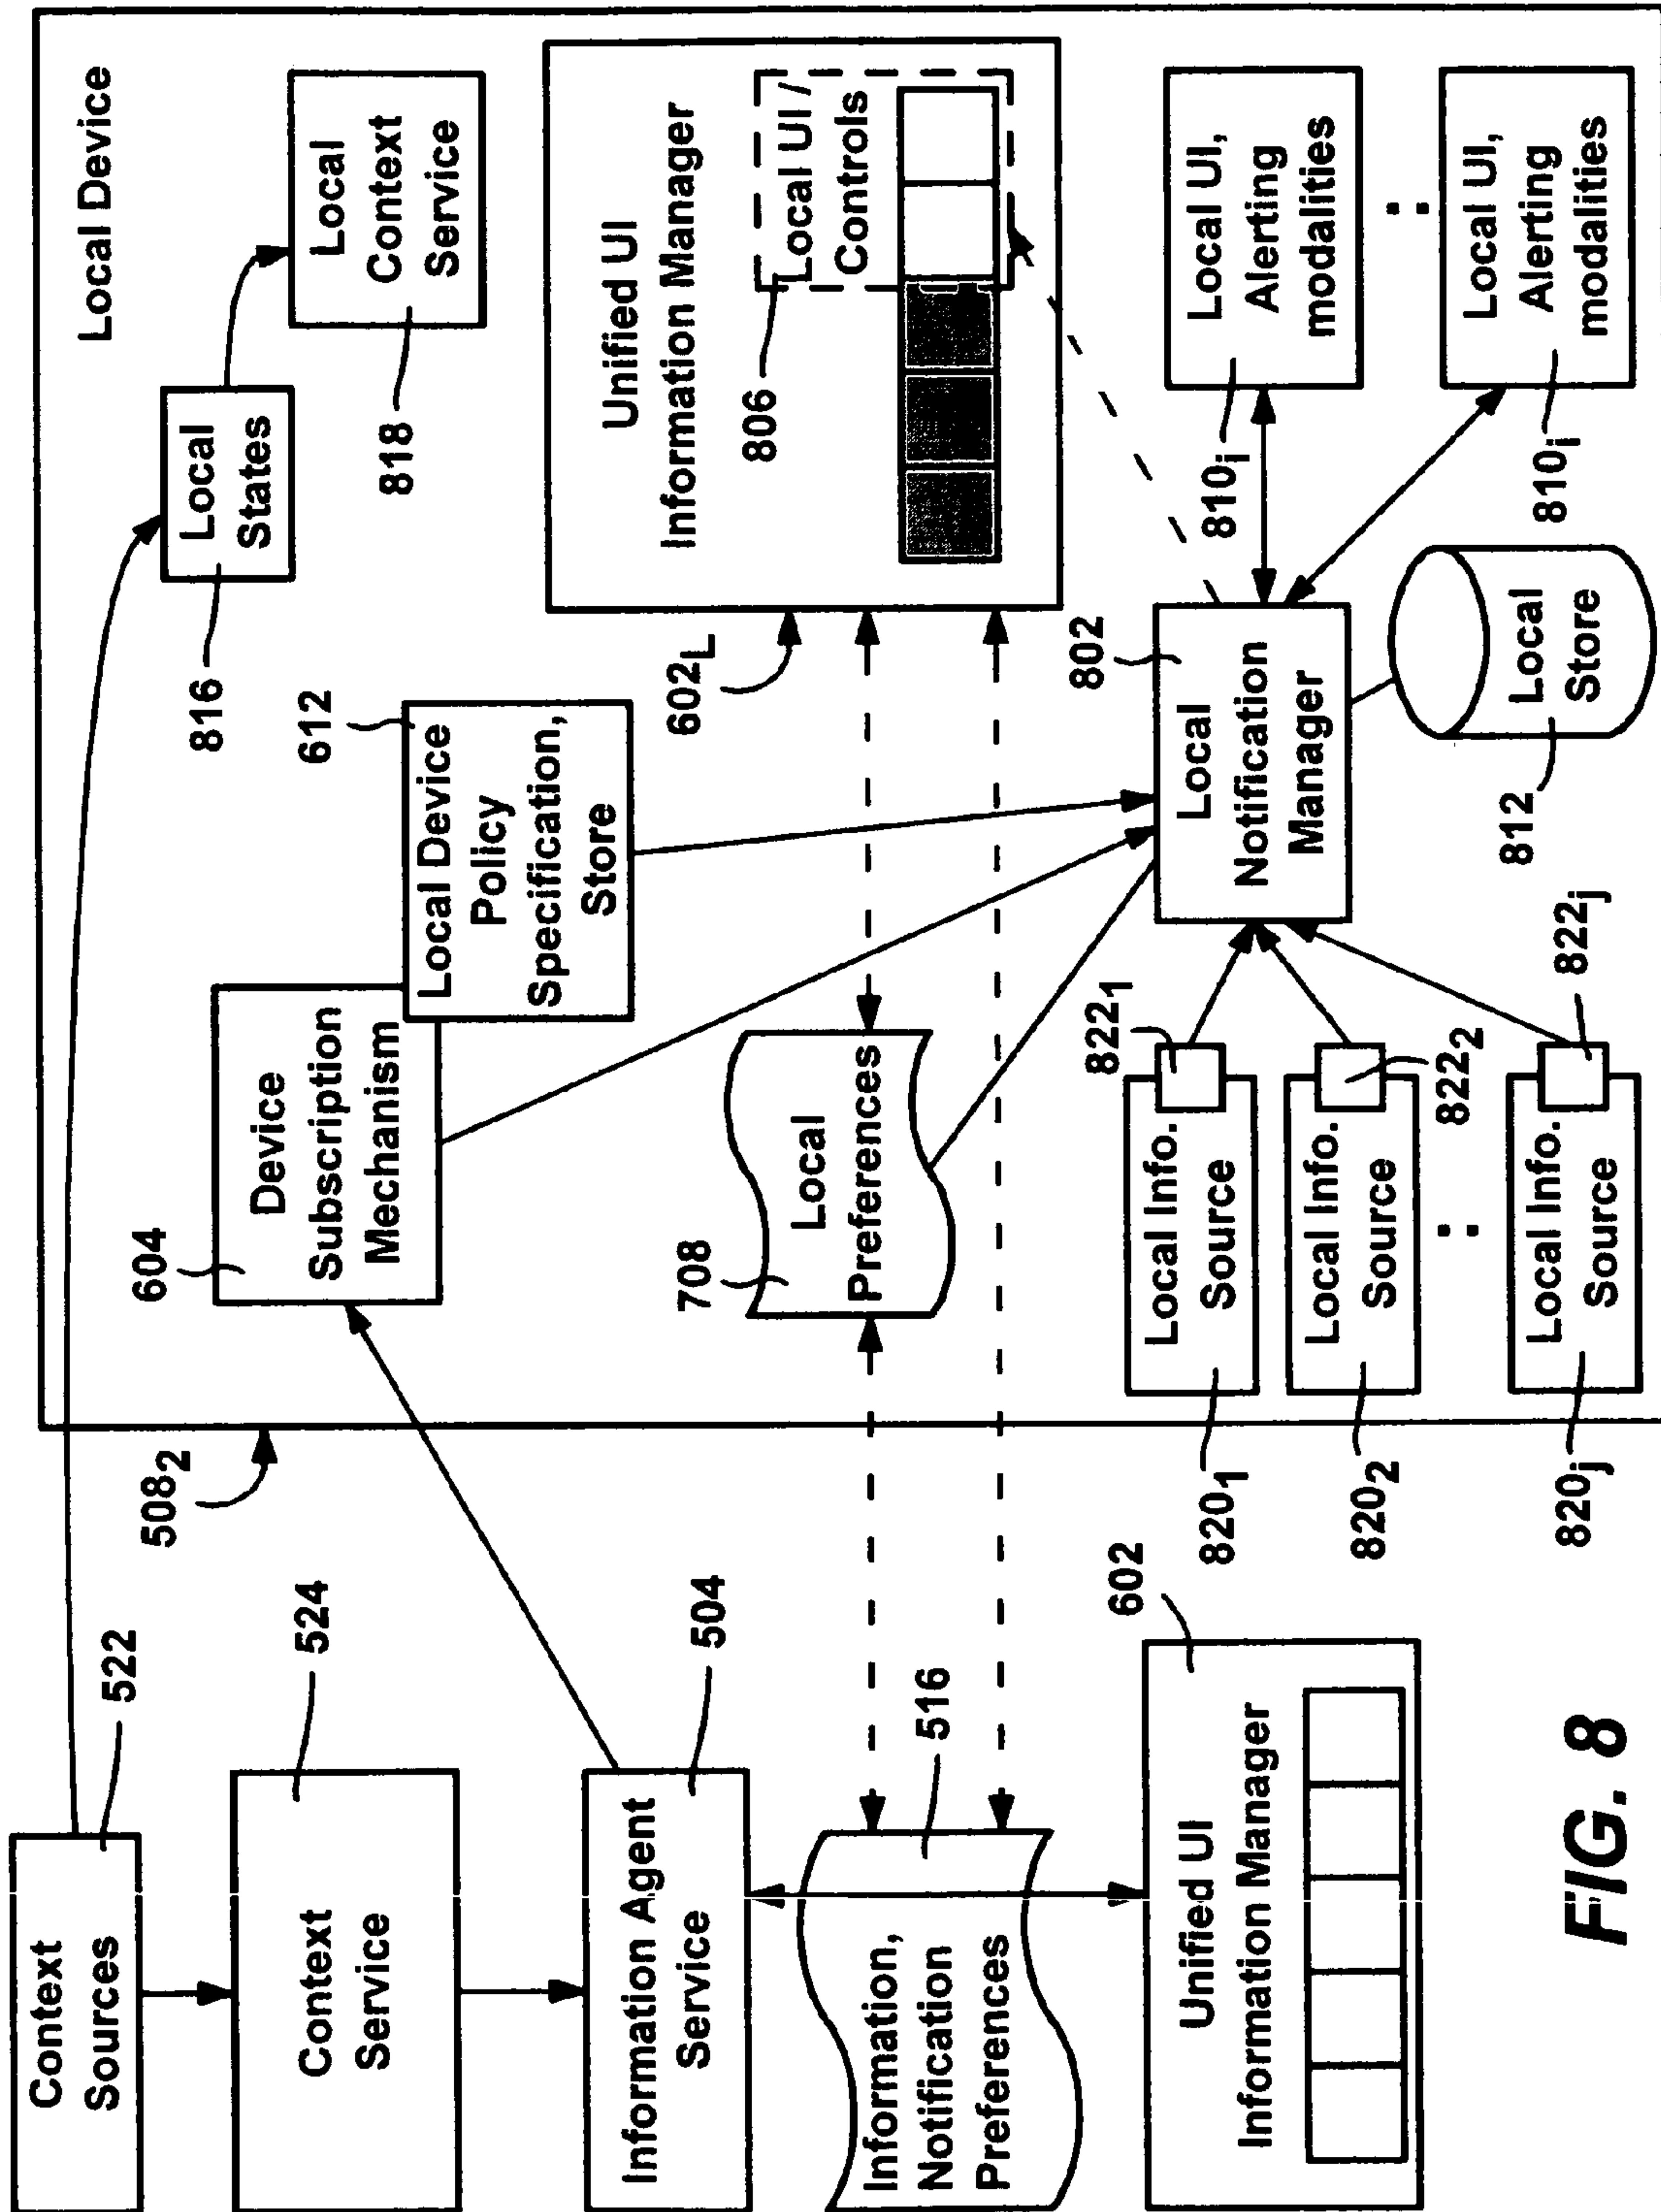 Context
Sources
522
Context
Service
524
Information Agent
Service
504
Information,
Notification
Preferences
516
Unified UI
Information Manager
602
Local Device
508₂
Local
States
816
Local
Context
Service
818
Device
Subscription
Mechanism
604
Local Device
Policy
Specification,
Store
612
Unified UI
Information Manager
602L
Local UI /
Controls
806
Local
Preferences
708
Local
Notification
Manager
802
Local
Store
812
Local UI,
Alerting
modalities
810i
Local UI,
Alerting
modalities
810i
Local Info.
Source
820₁
822₁
Local Info.
Source
820₂
822₂
Local Info.
Source
820j
822j
FIG. 8